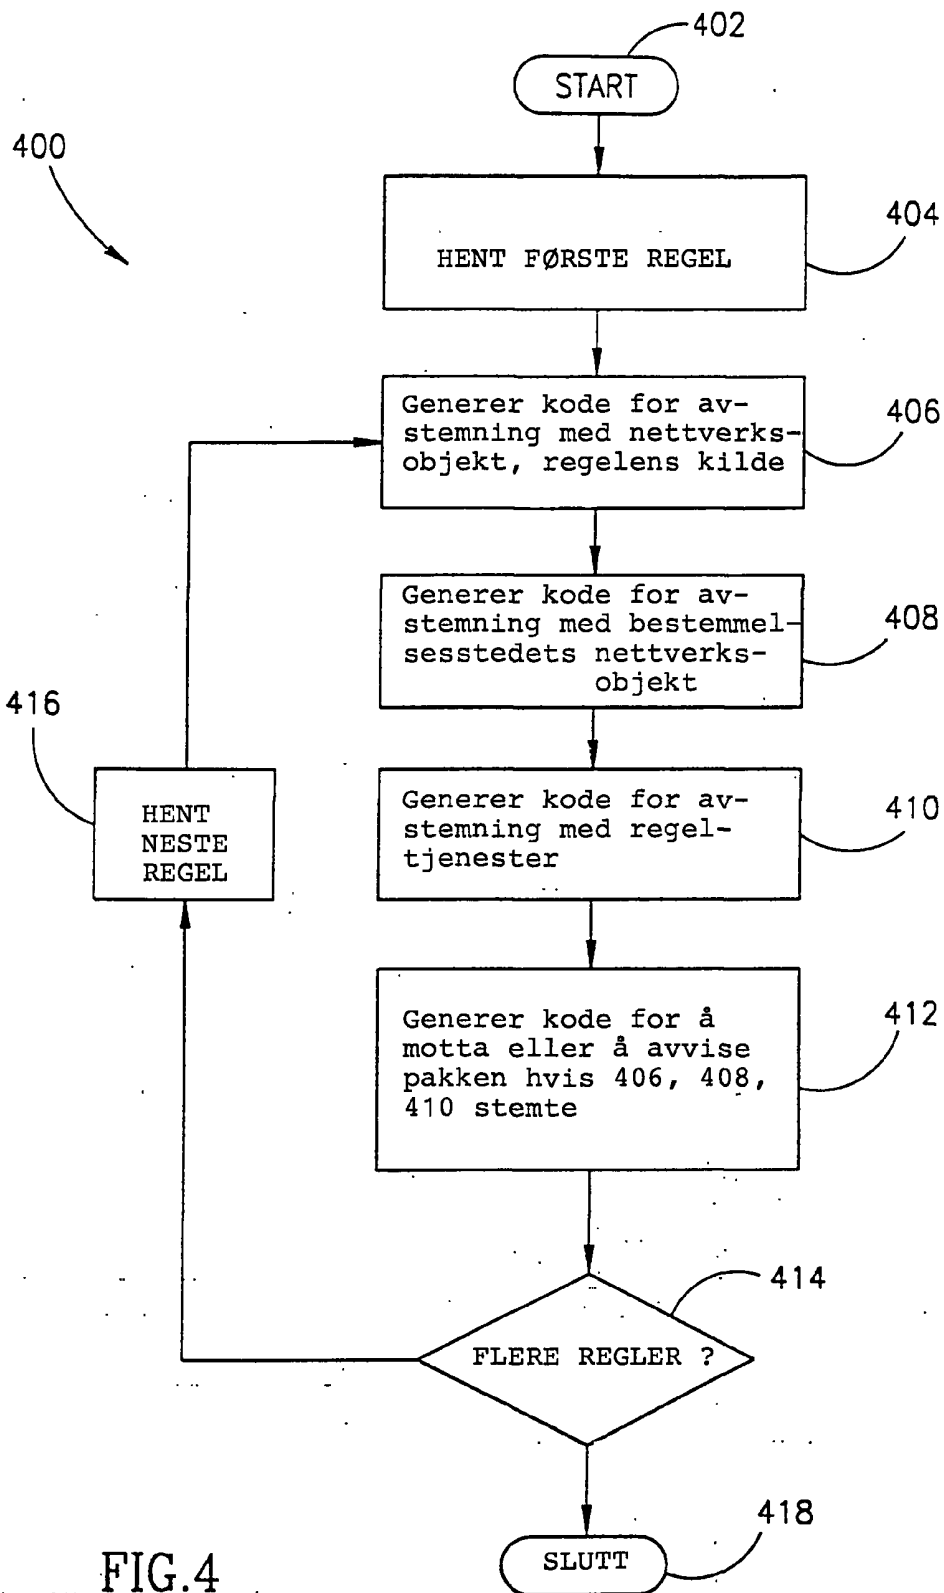 402
START
400
404
HENT FØRSTE REGEL
Generer kode for av-
stemning med nettverks-
objekt, regelens kilde
406
Generer kode for av-
stemning med bestemmel-
sesstedets nettverks-
objekt
408
416
HENT
NESTE
REGEL
Generer kode for av-
stemning med regel-
tjenester
410
Generer kode for å
motta eller å avvise
pakken hvis 406, 408,
410 stemte
412
414
FLERE REGLER ?
418
SLUTT
FIG.4